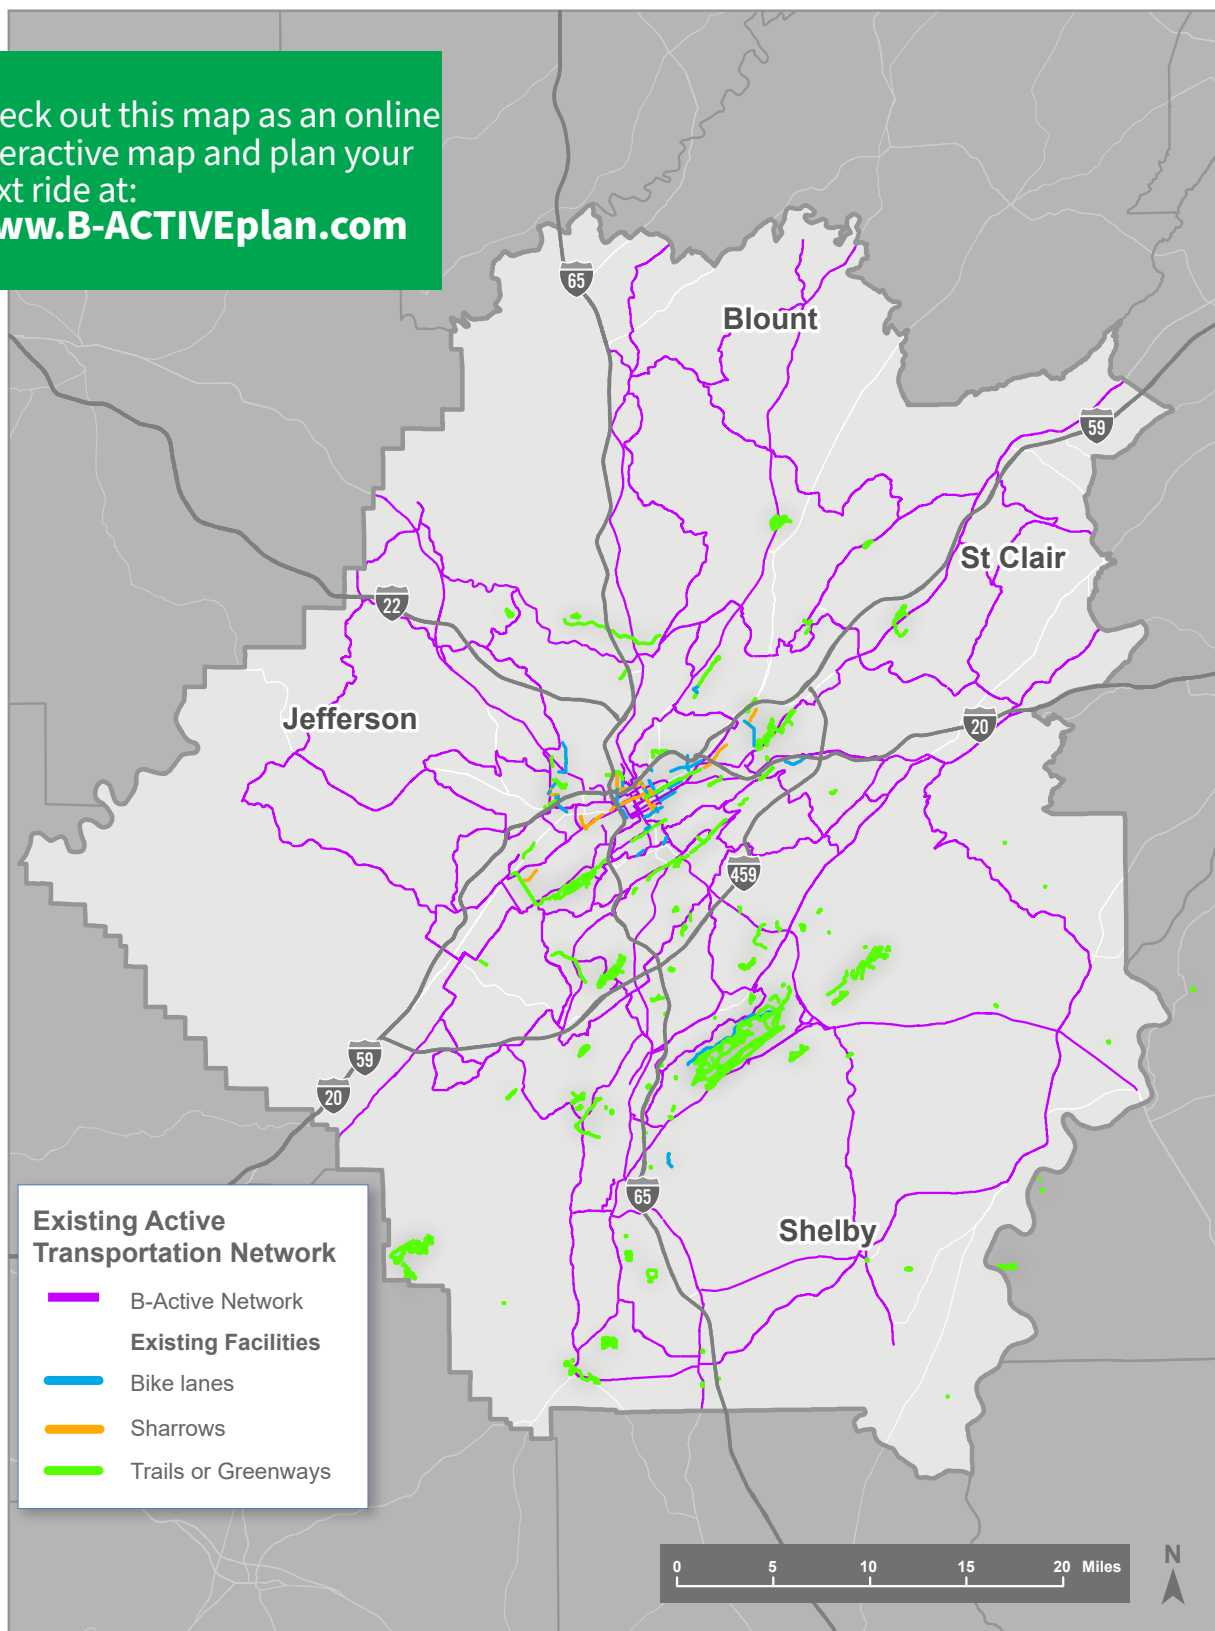 eck out this map as an online
eractive map and plan your
xt ride at:
ww.B-ACTIVEplan.com
65
Blount
59
St Clair
22
Jefferson
20
459
59
20
65
Shelby
Existing Active
Transportation Network
B-Active Network
Existing Facilities
Bike lanes
Sharrows
Trails or Greenways
0 5 10 15 20 Miles
N